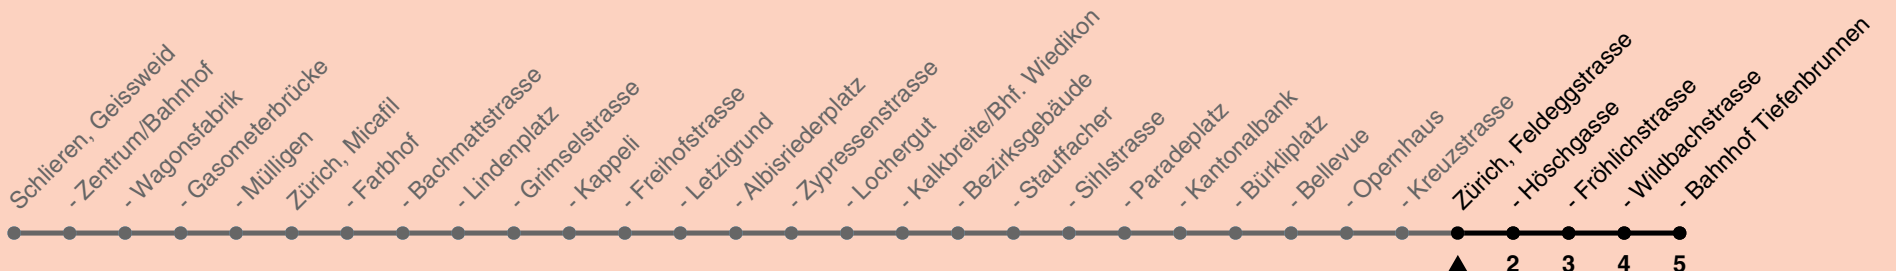 Schlieren, Geissweid
- Zentrum/Bahnhof
- Wagonsfabrik
- Gasometerbrücke
- Mülligen
Zürich, Micafil
- Farbhof
- Bachmattstrasse
- Lindenplatz
- Grimselstrasse
- Kappeli
- Freihofstrasse
- Letzigrund
- Albisriederplatz
- Zypressenstrasse
- Lochergut
- Kalkbreite/Bhf. Wiedikon
- Bezirksgebäude
- Stauffacher
- Sihlstrasse
- Paradeplatz
- Kantonalbank
- Bürkliplatz
- Bellevue
- Opernhaus
- Kreuzstrasse
Zürich, Feldeggstrasse
- Höschgasse
- Fröhlichstrasse
- Wildbachstrasse
- Bahnhof Tiefenbrunnen
2 3 4 5